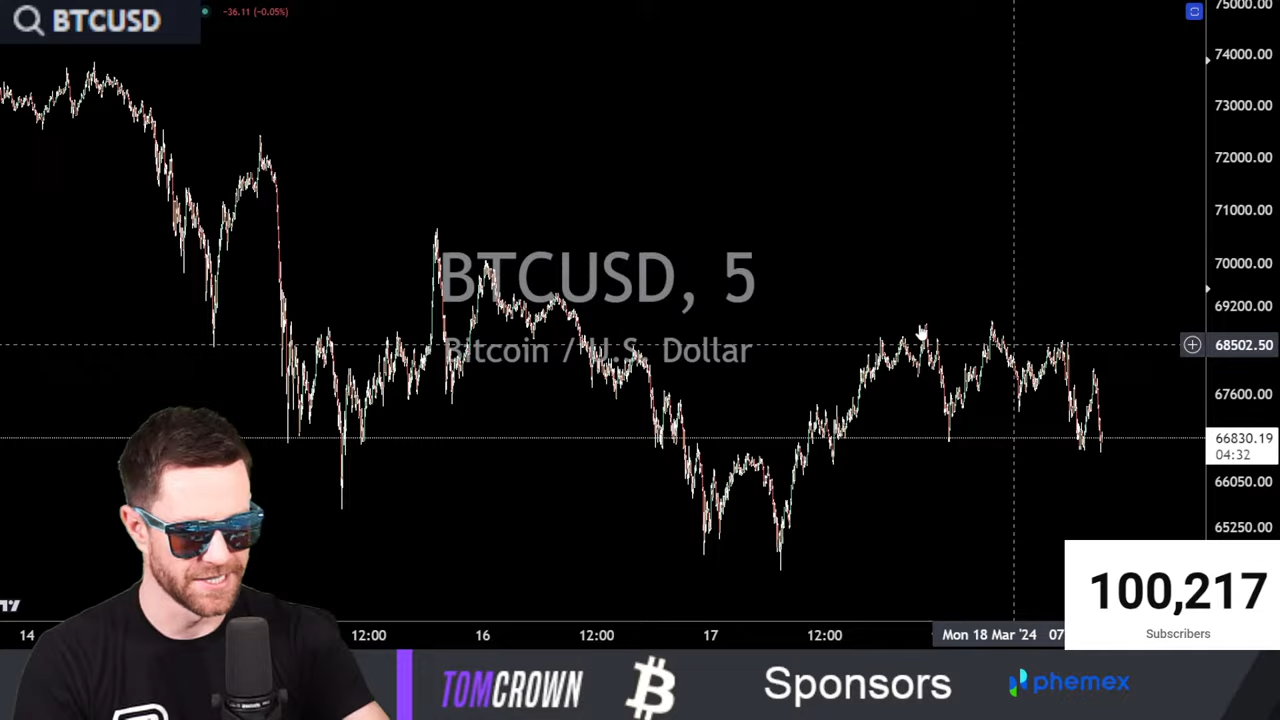 BTCUSD
-36.11 (-0.05%)
BTCUSD, 5
Bitcoin / U.S. Dollar
75000.00
74000.00
73000.00
72000.00
71000.00
70000.00
69200.00
68502.50
67600.00
66830.19
04:32
66050.00
65250.00
14
12:00
16
12:00
17
12:00
Mon 18 Mar '24 07
100,217
Subscribers
TOMCROWN
Sponsors
phemex